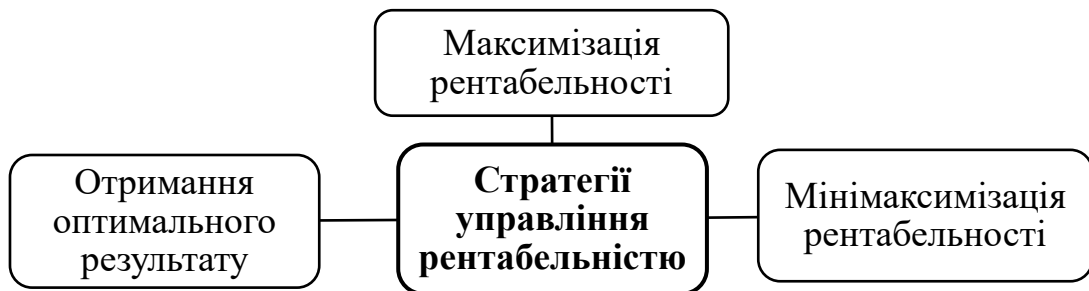 Максимізація
рентабельності
Отримання
оптимального
результату
Стратегії
управління
рентабельністю
Мінімаксимізація
рентабельності